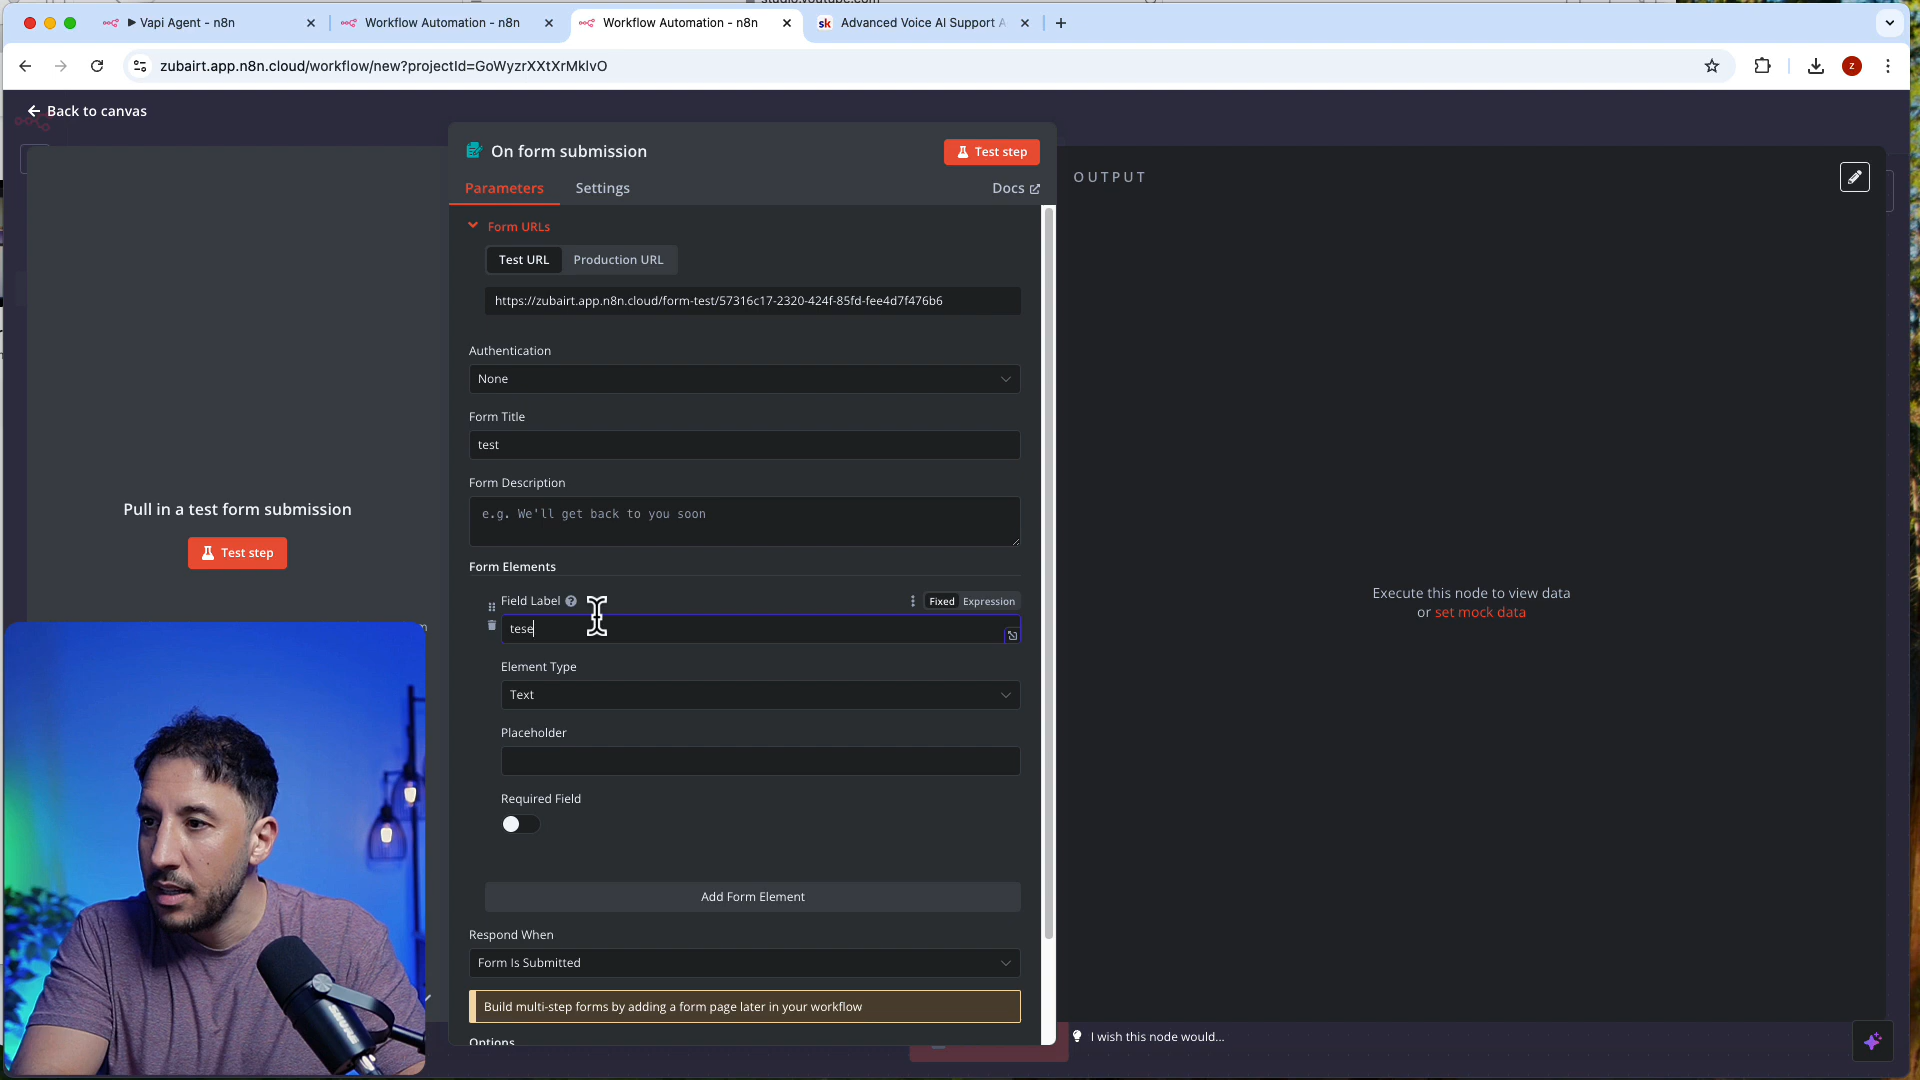 Vapi Agent - n8n
Workflow Automation - n8n
Workflow Automation - n8n
sk Advanced Voice AI Support A
zubairt.app.n8n.cloud/workflow/new?projectId=GoWyzrXXtXrMklvO
z
Back to canvas
On form submission
Test step
Parameters
Settings
Docs
OUTPUT
Form URLs
Test URL
Production URL
https://zubairt.app.n8n.cloud/form-test/57316c17-2320-424f-85fd-fee4d7f476b6
Authentication
None
Form Title
test
Form Description
e.g. We'll get back to you soon
Pull in a test form submission
Test step
Form Elements
Field Label
Fixed Expression
tese
Execute this node to view data
or set mock data
Element Type
Text
Placeholder
Required Field
Add Form Element
Respond When
Form Is Submitted
Build multi-step forms by adding a form page later in your workflow
Options
I wish this node would...